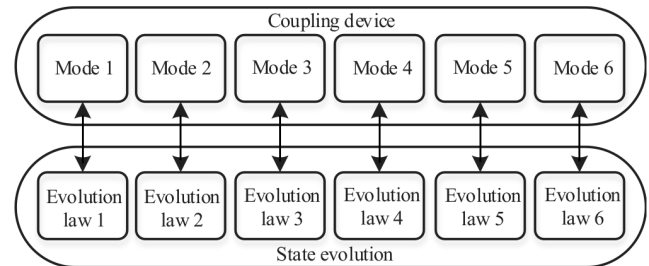 Coupling device
Mode 1 Mode 2 Mode 3 Mode 4 Mode 5 Mode 6
Evolution law 1
Evolution law 2
Evolution law 3
Evolution law 4
Evolution law 5
Evolution law 6
State evolution